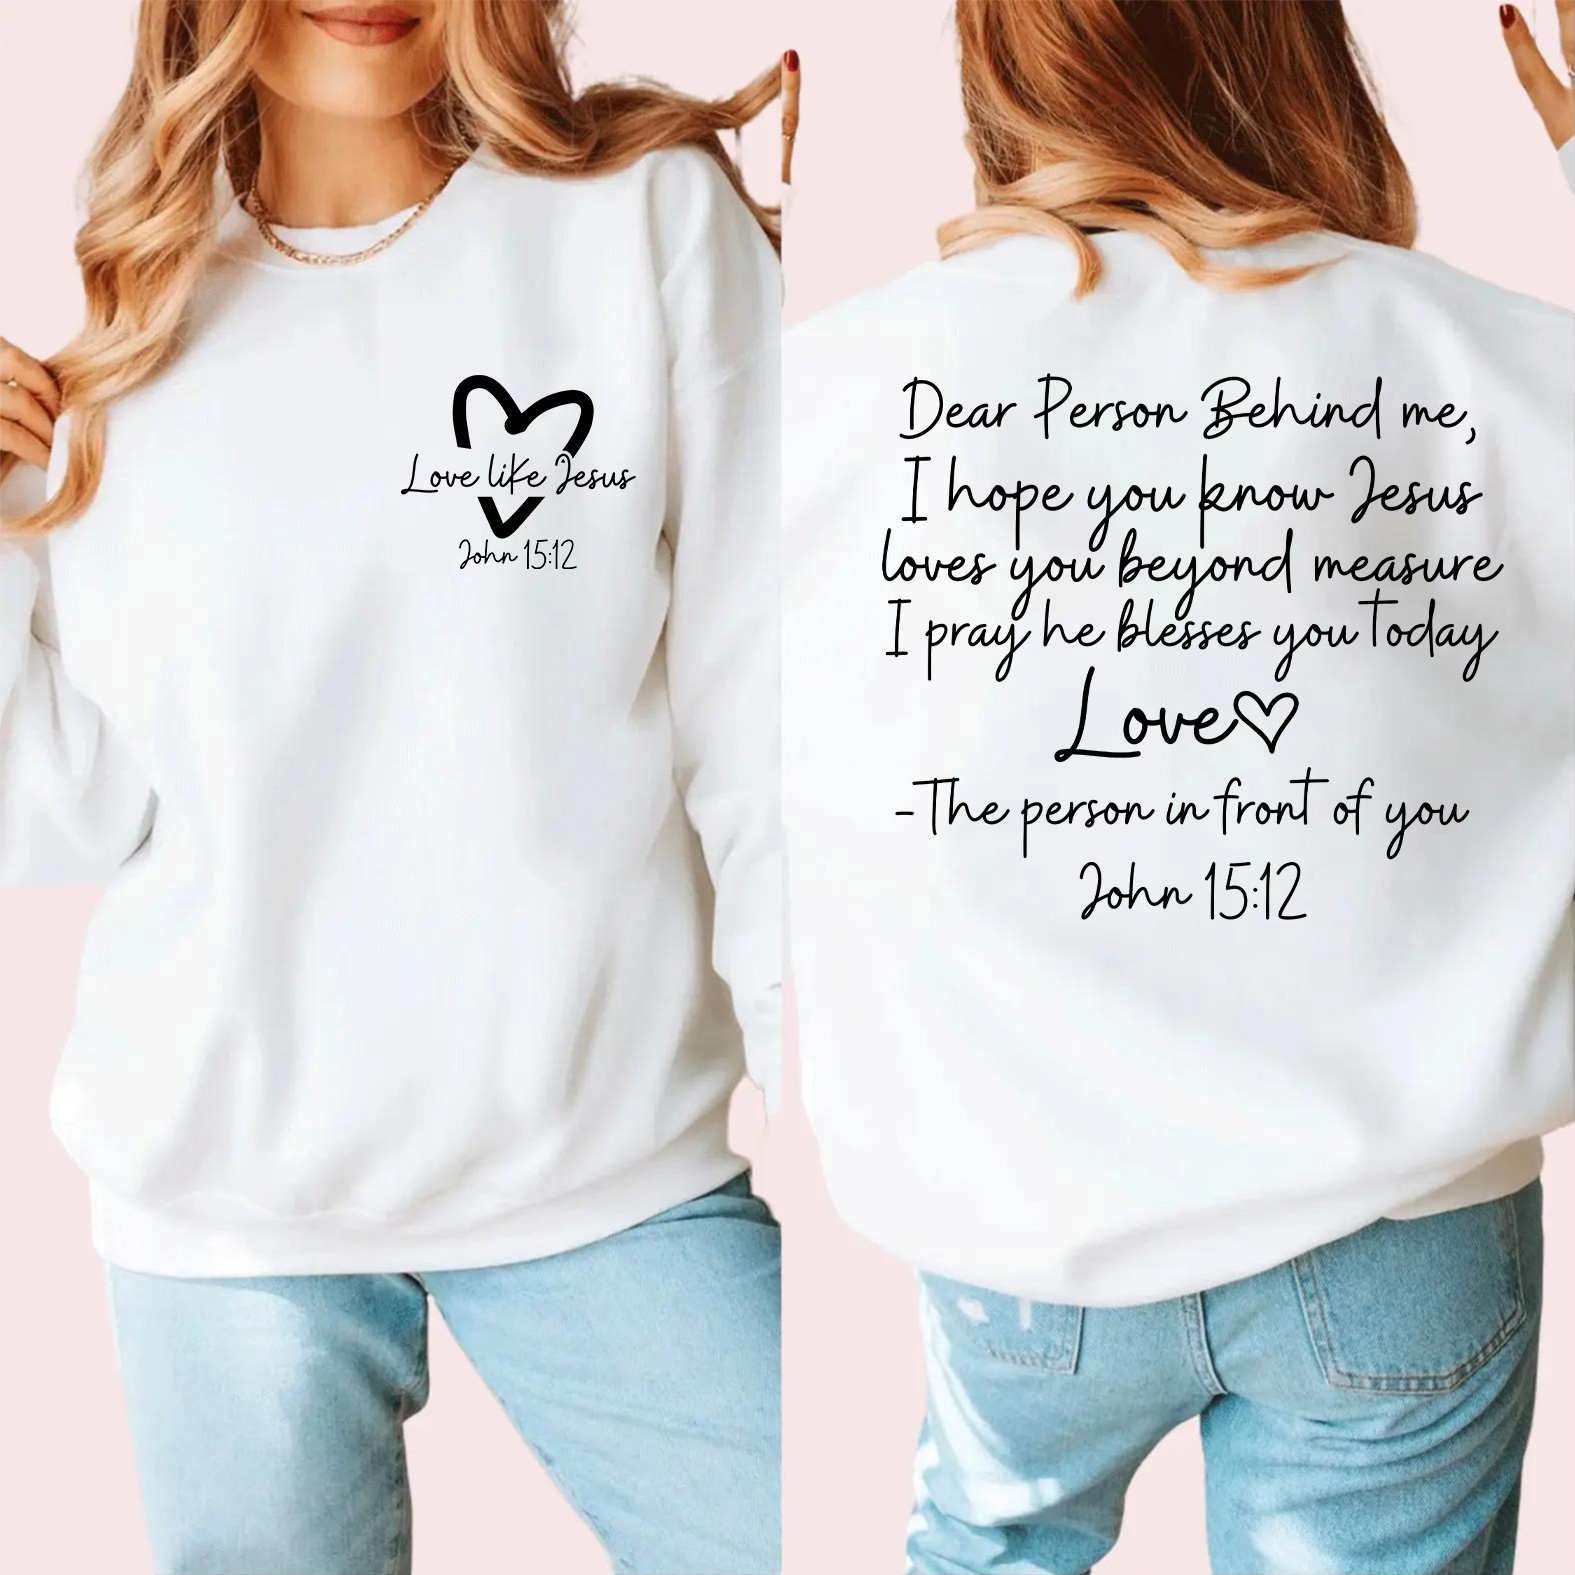 Love like Jesus
John 15:12
Dear Person Behind me,
I hope you know Jesus
loves you beyond measure
I pray he blesses you today
Love
-The person in front of you
John 15:12